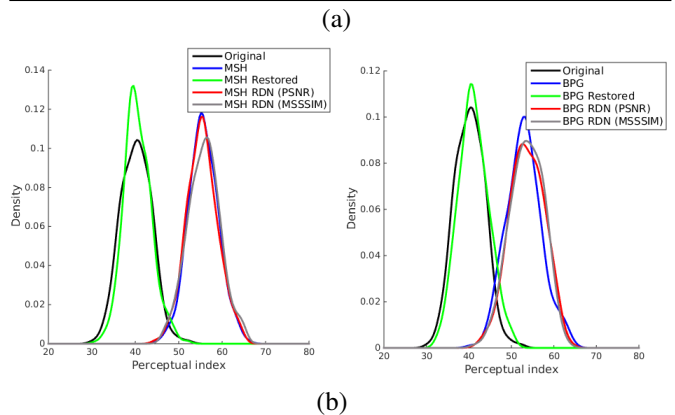 (a)
Original
MSH
MSH Restored
MSH RDN (PSNR)
MSH RDN (MSSSIM)
0.14
0.12
0.1
0.08
0.06
0.04
0.02
0
Density
20 30 40 50 60 70 80
Perceptual index
Original
BPG
BPG Restored
BPG RDN (PSNR)
BPG RDN (MSSSIM)
0.12
0.1
0.08
0.06
0.04
0.02
0
Density
20 30 40 50 60 70 80
Perceptual index
(b)